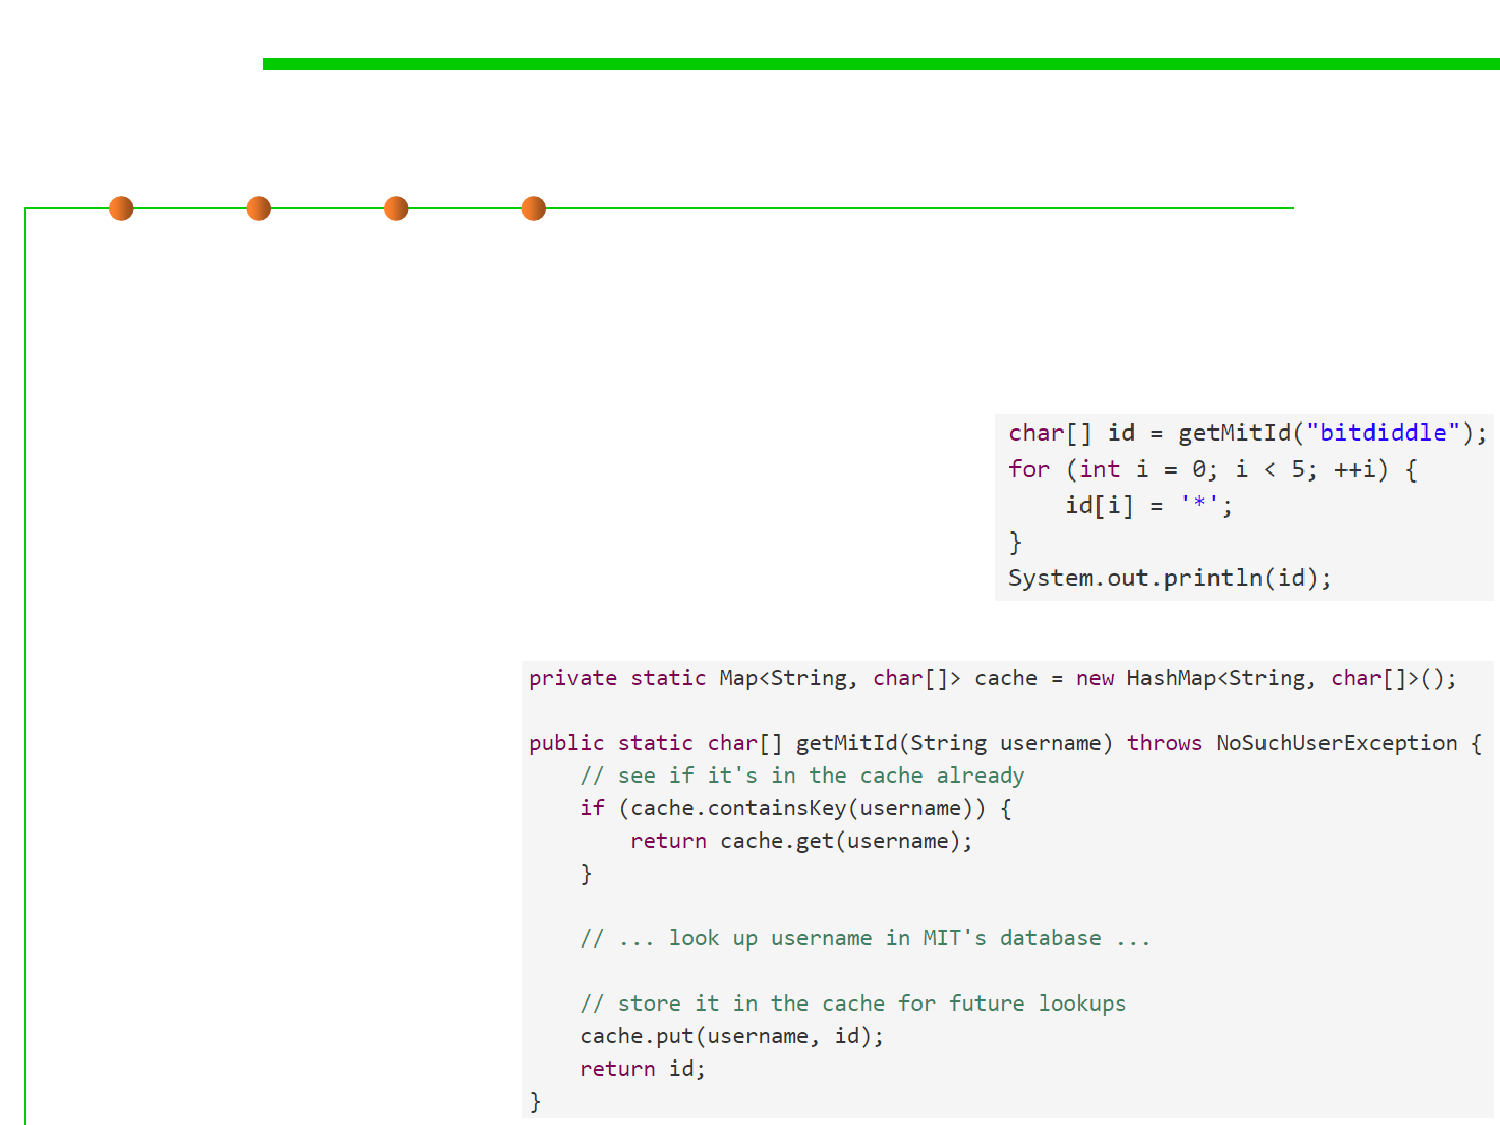 char[] id = getMitId("bitdiddle");
for (int i = 0; i < 5; ++i) {
    id[i] = '*';
}
System.out.println(id);
private static Map<String, char[]> cache = new HashMap<String, char[]>();

public static char[] getMitId(String username) throws NoSuchUserException {
    // see if it's in the cache already
    if (cache.containsKey(username)) {
        return cache.get(username);
    }

    // ... look up username in MIT's database ...

    // store it in the cache for future lookups
    cache.put(username, id);
    return id;
}